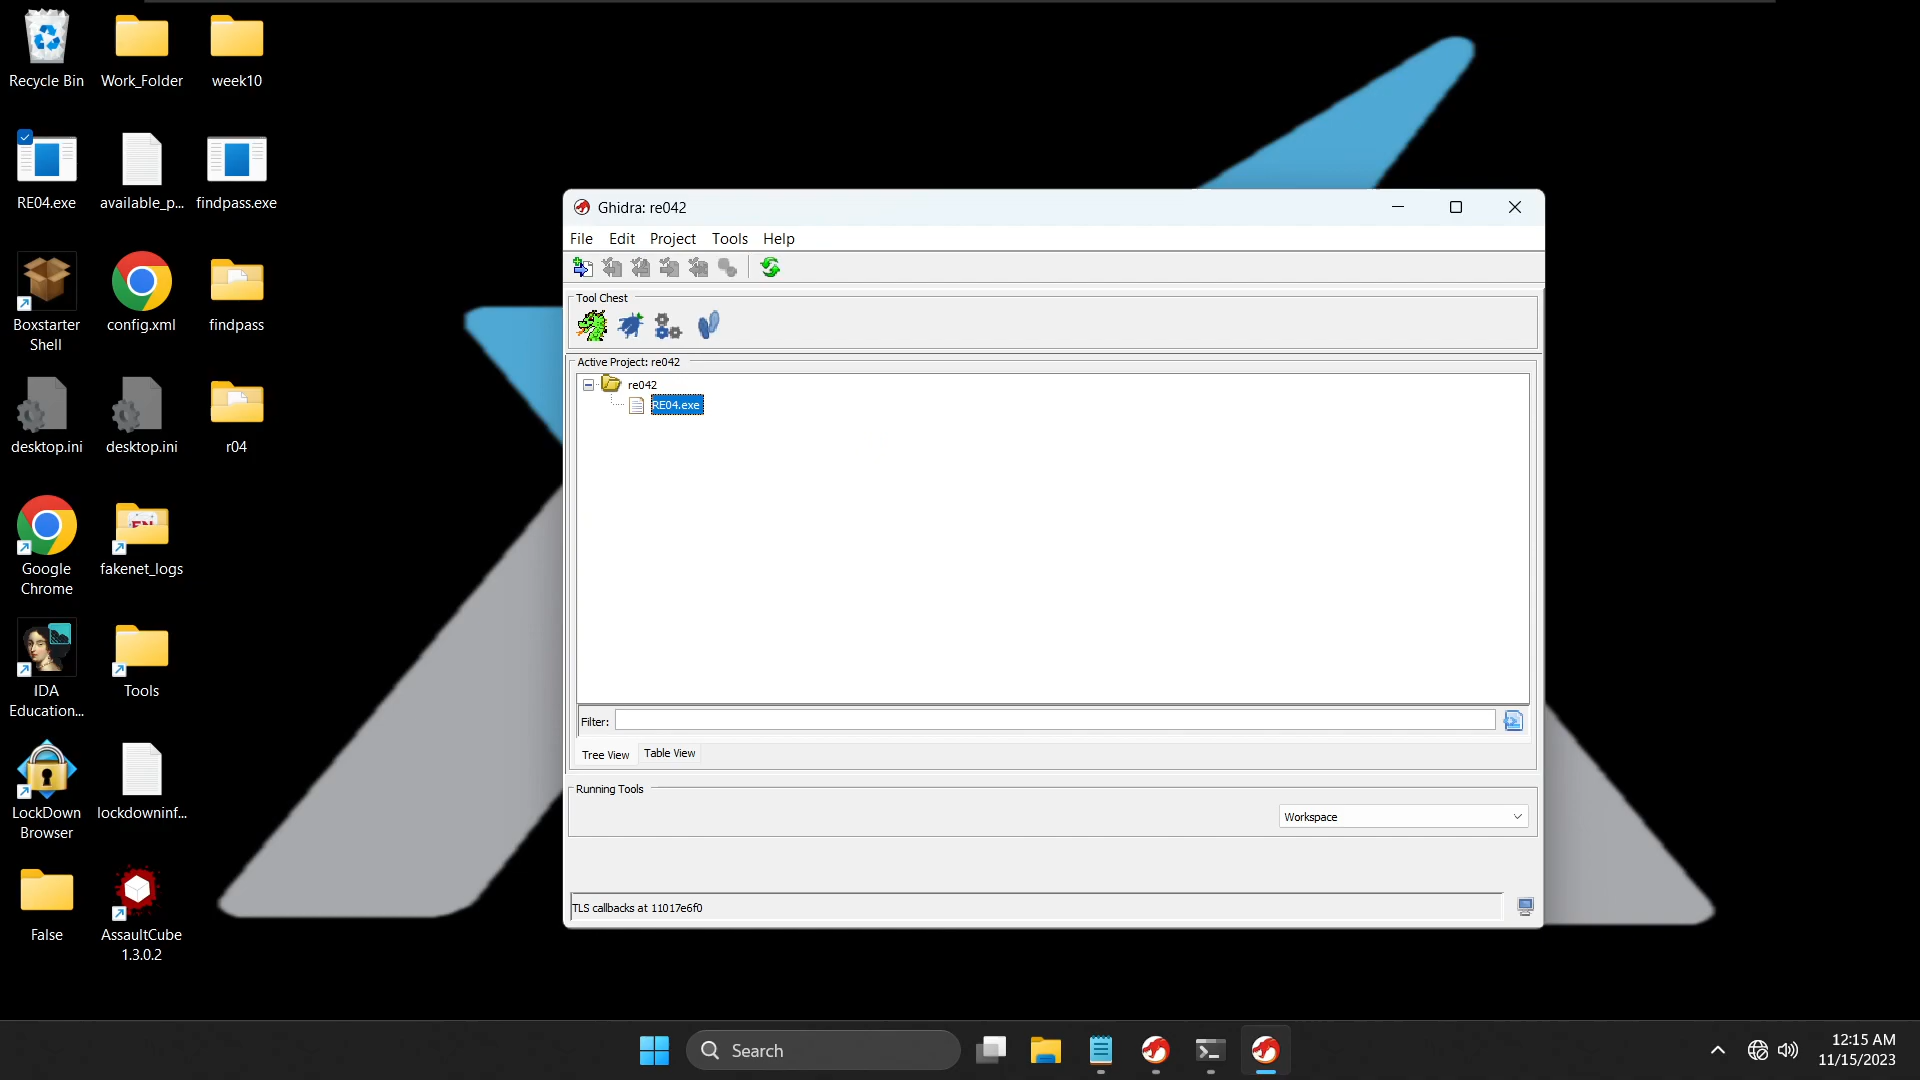 Recycle Bin
Work_Folder
week10
RE04.exe
available_p...
findpass.exe
Boxstarter
Shell
config.xml
findpass
desktop.ini
desktop.ini
r04
Google
Chrome
FN
fakenet_logs
IDA
Education...
Tools
LockDown
Browser
lockdowninf...
False
AssaultCube
1.3.0.2
Ghidra: re042
File Edit Project Tools Help
Tool Chest
Active Project: re042
re042
RE04.exe
Filter:
Tree View
Table View
Running Tools
Workspace
TLS callbacks at 11017e6f0
Search
12:15 AM
11/15/2023